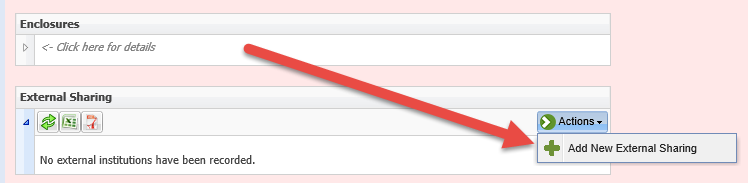 Enclosures
<- Click here for details
External Sharing
Actions
Add New External Sharing
No external institutions have been recorded.